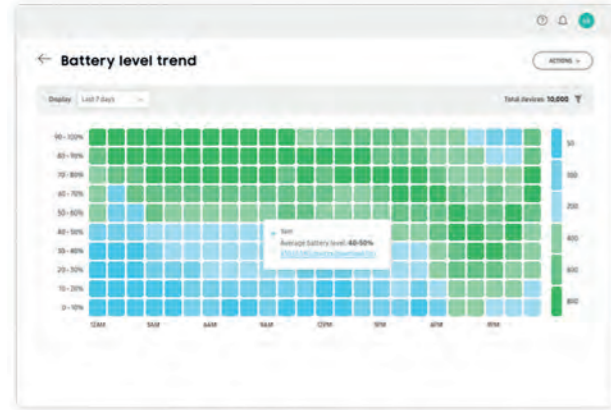 Battery level trend
ACTIONS
Display Last 7 days
Total devices: 10,000
90 - 100%
80 - 90%
70 - 80%
60 - 70%
50 - 60%
40 - 50%
30 - 40%
20 - 30%
10 - 20%
0 - 10%
9am
Average battery level: 40-50%
12AM 3AM 6AM 9AM 12PM 3PM 6PM 9PM
50
100
200
400
600
800